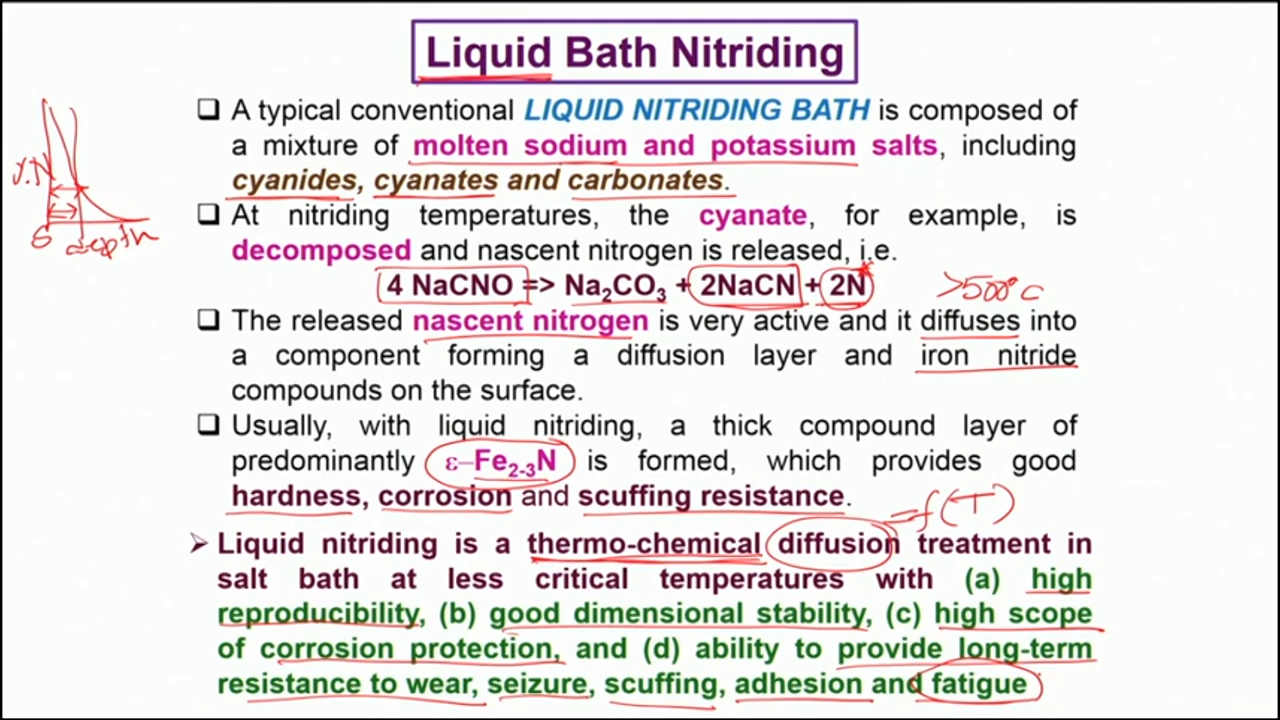 Liquid Bath Nitriding
❑ A typical conventional LIQUID NITRIDING BATH is composed of
a mixture of molten sodium and potassium salts, including
cyanides, cyanates and carbonates.
❑ At nitriding temperatures, the cyanate, for example, is
decomposed and nascent nitrogen is released, i.e.
4 NaCNO => Na₂CO₃ + 2NaCN + 2N
>500°C
❑ The released nascent nitrogen is very active and it diffuses into
a component forming a diffusion layer and iron nitride
compounds on the surface.
❑ Usually, with liquid nitriding, a thick compound layer of
predominantly ε–Fe₂₋₃N is formed, which provides good
hardness, corrosion and scuffing resistance.
=f(T)
➢ Liquid nitriding is a thermo-chemical diffusion treatment in
salt bath at less critical temperatures with (a) high
reproducibility, (b) good dimensional stability, (c) high scope
of corrosion protection, and (d) ability to provide long-term
resistance to wear, seizure, scuffing, adhesion and fatigue
depth